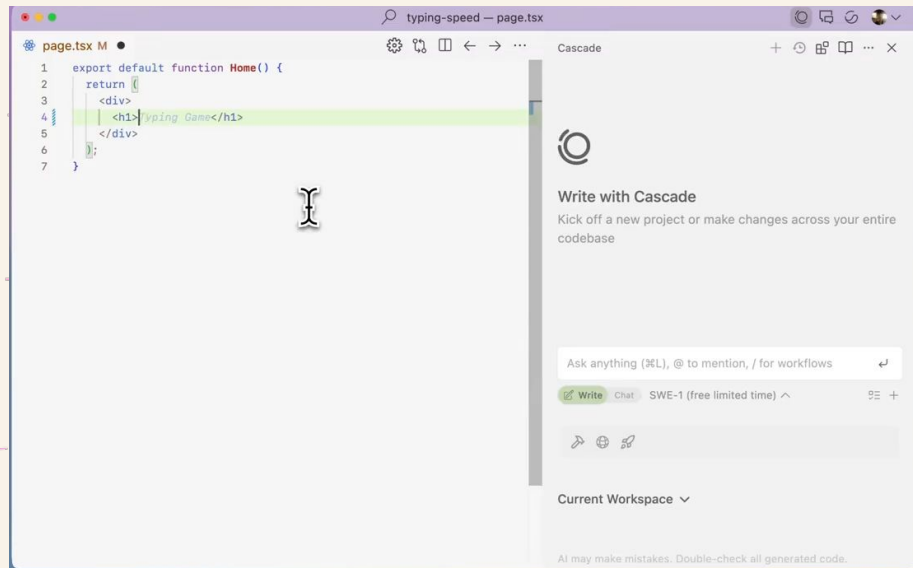 typing-speed — page.tsx
page.tsx M
Cascade
1 export default function Home() {
2 return (
3 <div>
4 <h1>Typing Game</h1>
5 </div>
6 );
7 }
Write with Cascade
Kick off a new project or make changes across your entire
codebase
Ask anything (⌘L), @ to mention, / for workflows
Write Chat SWE-1 (free limited time)
Current Workspace
AI may make mistakes. Double-check all generated code.